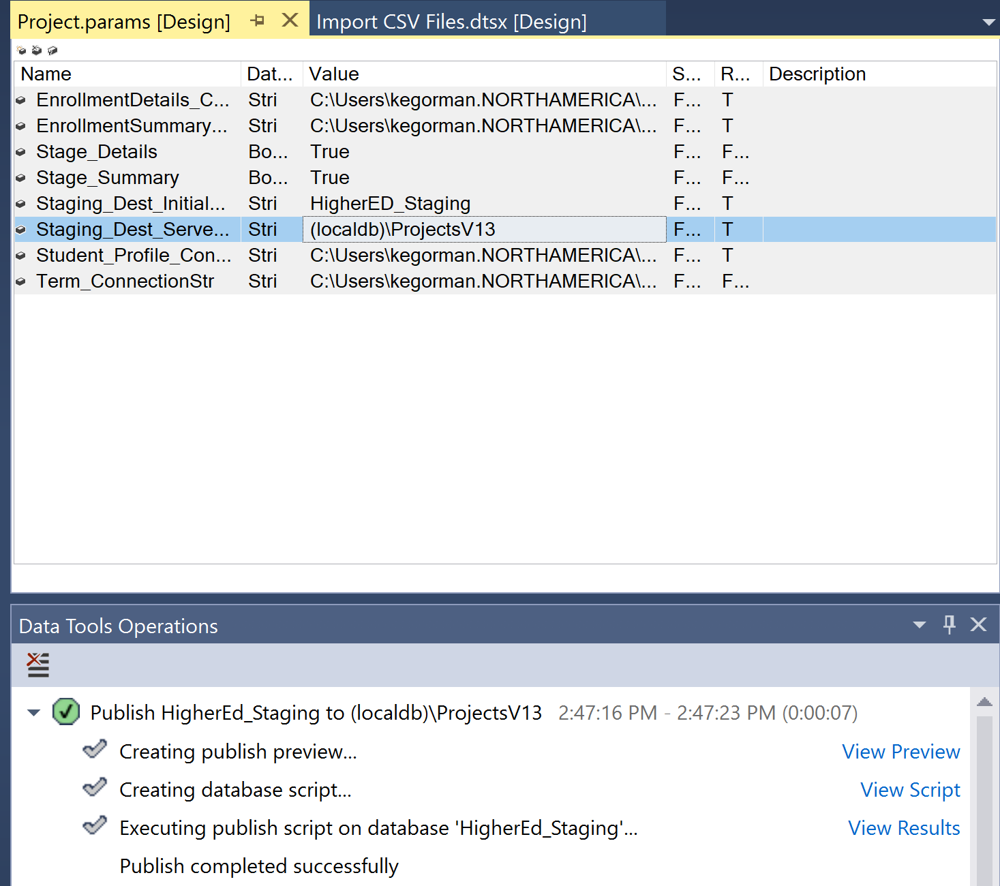 Project.params [Design] Import CSV Files.dtsx [Design]
Name Dat... Value S... R... Description
EnrollmentDetails_C... Stri C:\Users\kegorman.NORTHAMERICA\... F... T
EnrollmentSummary... Stri C:\Users\kegorman.NORTHAMERICA\... F... T
Stage_Details Bo... True F... F...
Stage_Summary Bo... True F... F...
Staging_Dest_Initial... Stri HigherED_Staging F... T
Staging_Dest_Serve... Stri (localdb)\ProjectsV13 F... T
Student_Profile_Con... Stri C:\Users\kegorman.NORTHAMERICA\... F... T
Term_ConnectionStr Stri C:\Users\kegorman.NORTHAMERICA\... F... F...
Data Tools Operations
Publish HigherEd_Staging to (localdb)\ProjectsV13 2:47:16 PM - 2:47:23 PM (0:00:07)
Creating publish preview... View Preview
Creating database script... View Script
Executing publish script on database 'HigherEd_Staging'... View Results
Publish completed successfully